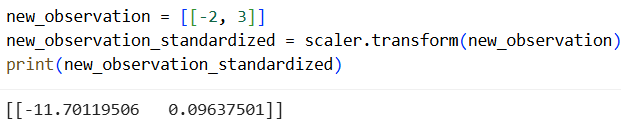 new_observation = [[-2, 3]]
new_observation_standardized = scaler.transform(new_observation)
print(new_observation_standardized)
[[-11.70119506   0.09637501]]